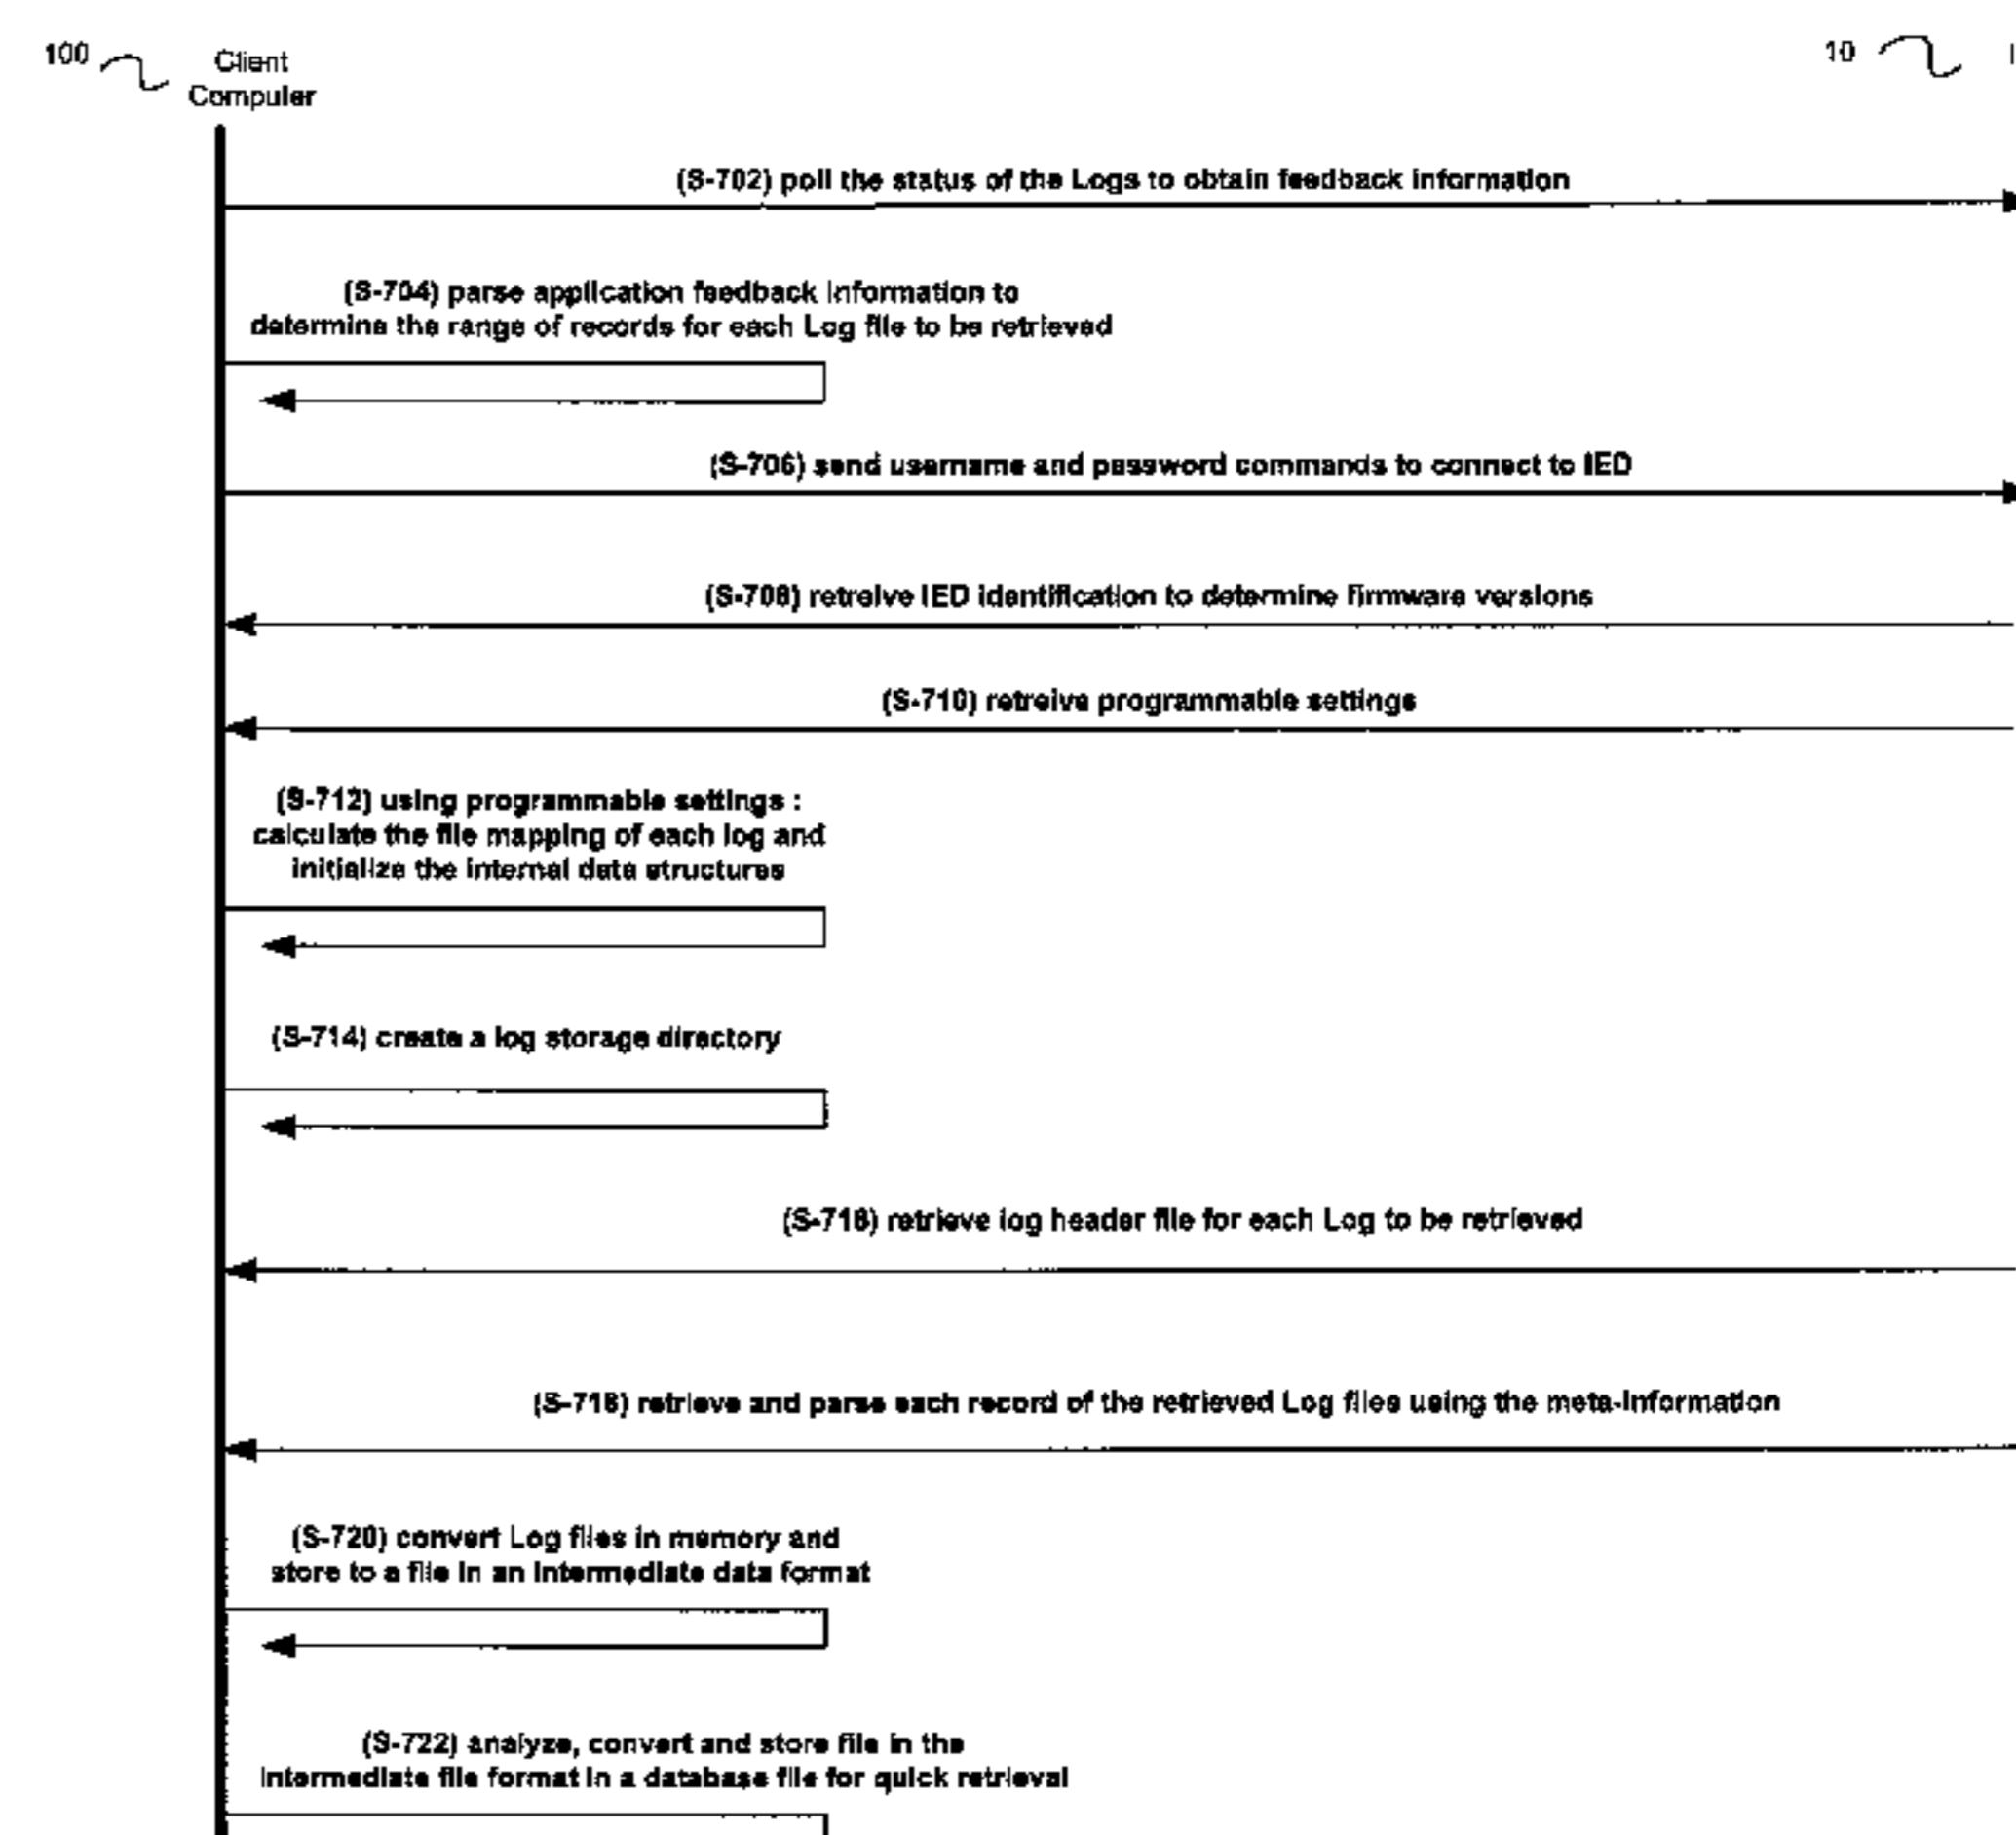 100
Client
Computer
10
(S-702) poll the status of the Logs to obtain feedback information
(S-704) parse application feedback information to
determine the range of records for each Log file to be retrieved
(S-706) send username and password commands to connect to IED
(S-708) retreive IED identification to determine firmware versions
(S-710) retreive programmable settings
(S-712) using programmable settings :
calculate the file mapping of each log and
initialize the internal data structures
(S-714) create a log storage directory
(S-716) retrieve log header file for each Log to be retrieved
(S-718) retrieve and parse each record of the retrieved Log files using the meta-information
(S-720) convert Log files in memory and
store to a file in an intermediate data format
(S-722) analyze, convert and store file in the
intermediate file format in a database file for quick retrieval